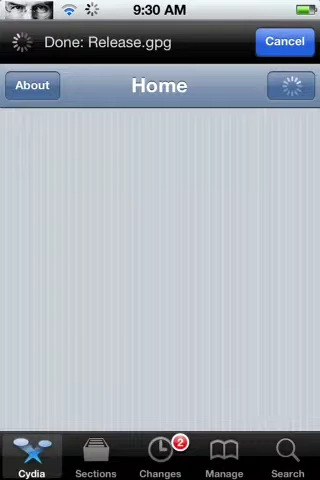 9:30 AM
Done: Release.gpg
Cancel
About
Home
2
Cydia
Sections
Changes
Manage
Search